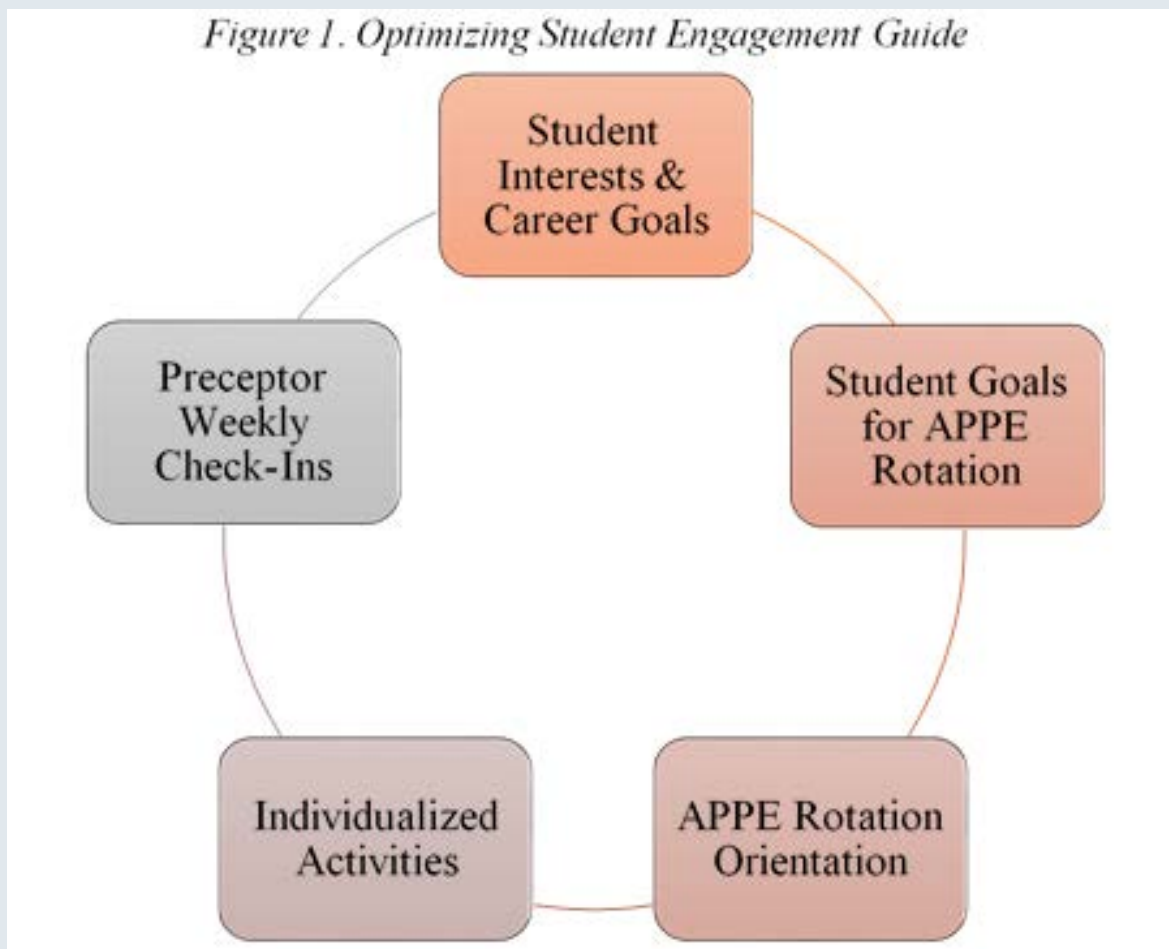 Figure 1. Optimizing Student Engagement Guide
Student
Interests &
Career Goals
Student Goals
for APPE
Rotation
APPE Rotation
Orientation
Individualized
Activities
Preceptor
Weekly
Check-Ins